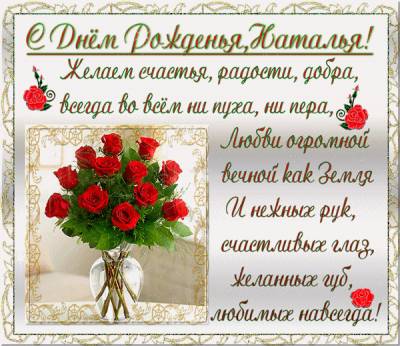 С Днём Рожденья,Наталья!
Желаем счастья, радости, добра,
всегда во всём ни пуха, ни пера,
Любви огромной
вечной как Земля
И нежных рук,
счастливых глаз,
желанных губ,
любимых навсегда!